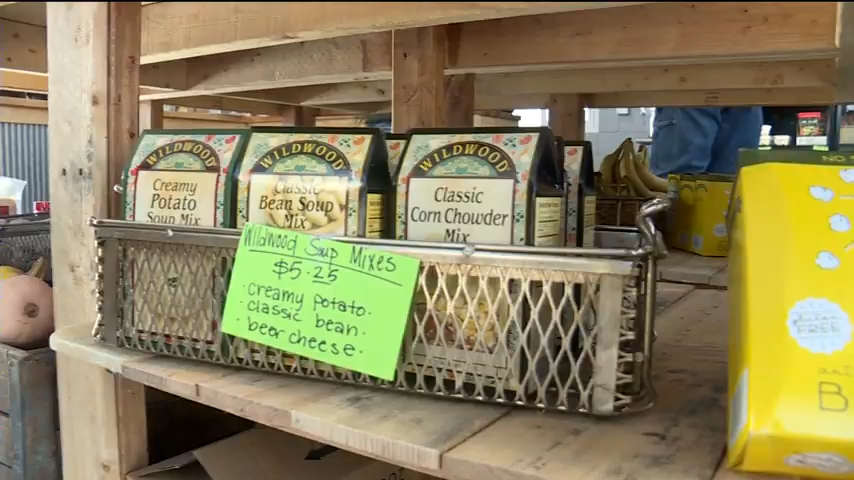 WILDWOOD
Creamy
Potato
Soup Mix
WILDWOOD
Classic
Bean Soup
Mix
WILDWOOD
Classic
Corn Chowder
Mix
Wildwood Soup Mixes
$5.25
· creamy potato.
· classic bean.
· beer cheese.
NO
FREE
B